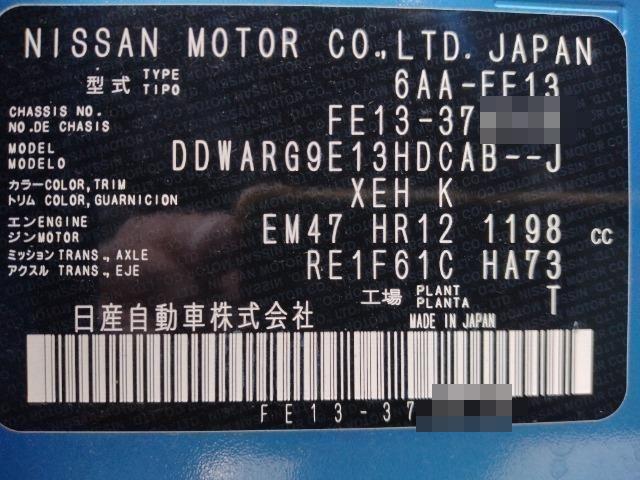 NISSAN MOTOR CO.,LTD. JAPAN
型式 TYPE TIPO 6AA-FE13
CHASSIS NO. NO.DE CHASIS FE13-37
MODEL MODELO DDWARG9E13HDCAB--J
カラー COLOR,TRIM トリム COLOR,GUARNICION XEH K
エンジン ENGINE MOTOR EM47 HR12 1198 cc
ミッション TRANS., AXLE アクスル TRANS., EJE RE1F61C HA73
工場 PLANT PLANTA T
日産自動車株式会社 MADE IN JAPAN
FE13-37